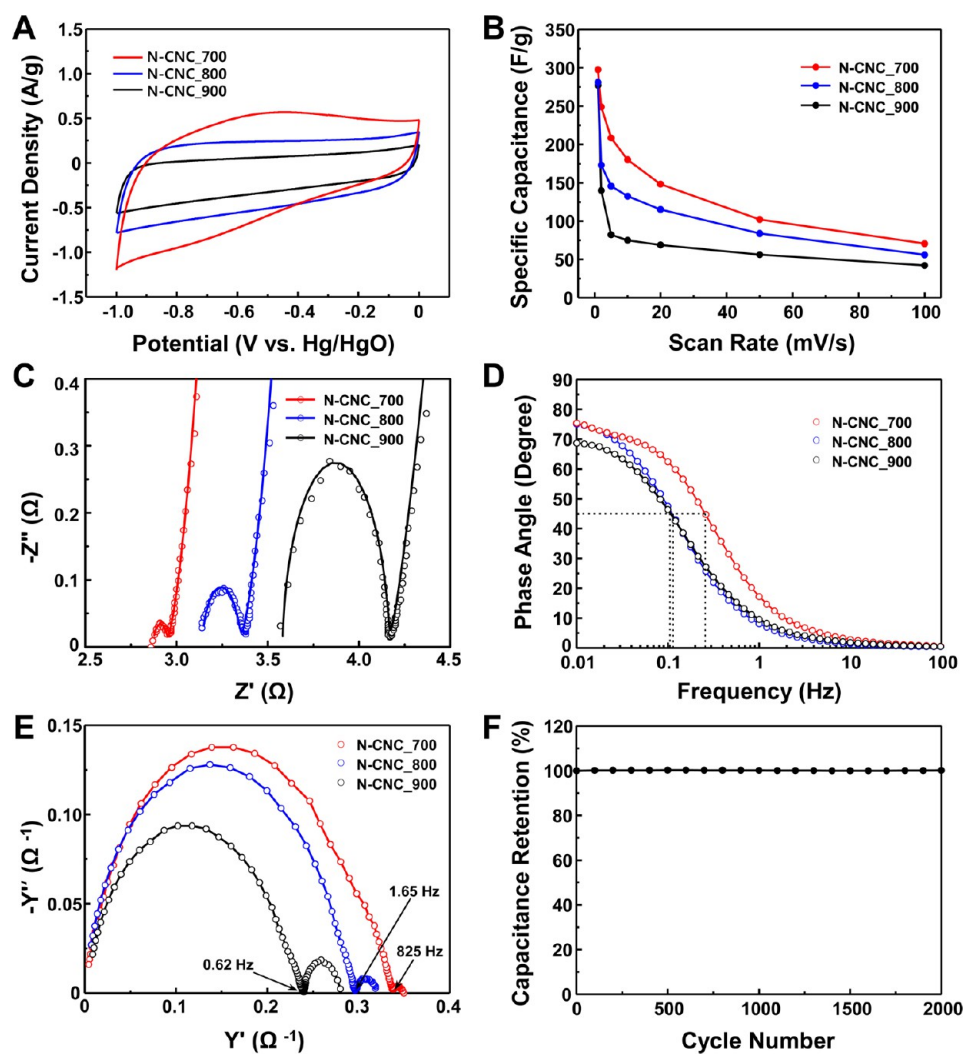 A
N-CNC_700
N-CNC_800
N-CNC_900
Current Density (A/g)
1.5
1.0
0.5
0
-0.5
-1.0
-1.5
-1.0 -0.8 -0.6 -0.4 -0.2 0
Potential (V vs. Hg/HgO)
B
N-CNC_700
N-CNC_800
N-CNC_900
Specific Capacitance (F/g)
350
300
250
200
150
100
50
0
0 20 40 60 80 100
Scan Rate (mV/s)
C
N-CNC_700
N-CNC_800
N-CNC_900
-Z'' (Ω)
0.4
0.3
0.2
0.1
0
2.5 3.0 3.5 4.0 4.5
Z' (Ω)
D
N-CNC_700
N-CNC_800
N-CNC_900
Phase Angle (Degree)
90
80
70
60
50
40
30
20
10
0
0.01 0.1 1 10 100
Frequency (Hz)
E
N-CNC_700
N-CNC_800
N-CNC_900
-Y'' (Ω⁻¹)
0.15
0.10
0.05
0
1.65 Hz
0.62 Hz
825 Hz
0 0.1 0.2 0.3 0.4
Y' (Ω⁻¹)
F
Capacitance Retention (%)
120
100
80
60
40
20
0
0 500 1000 1500 2000
Cycle Number